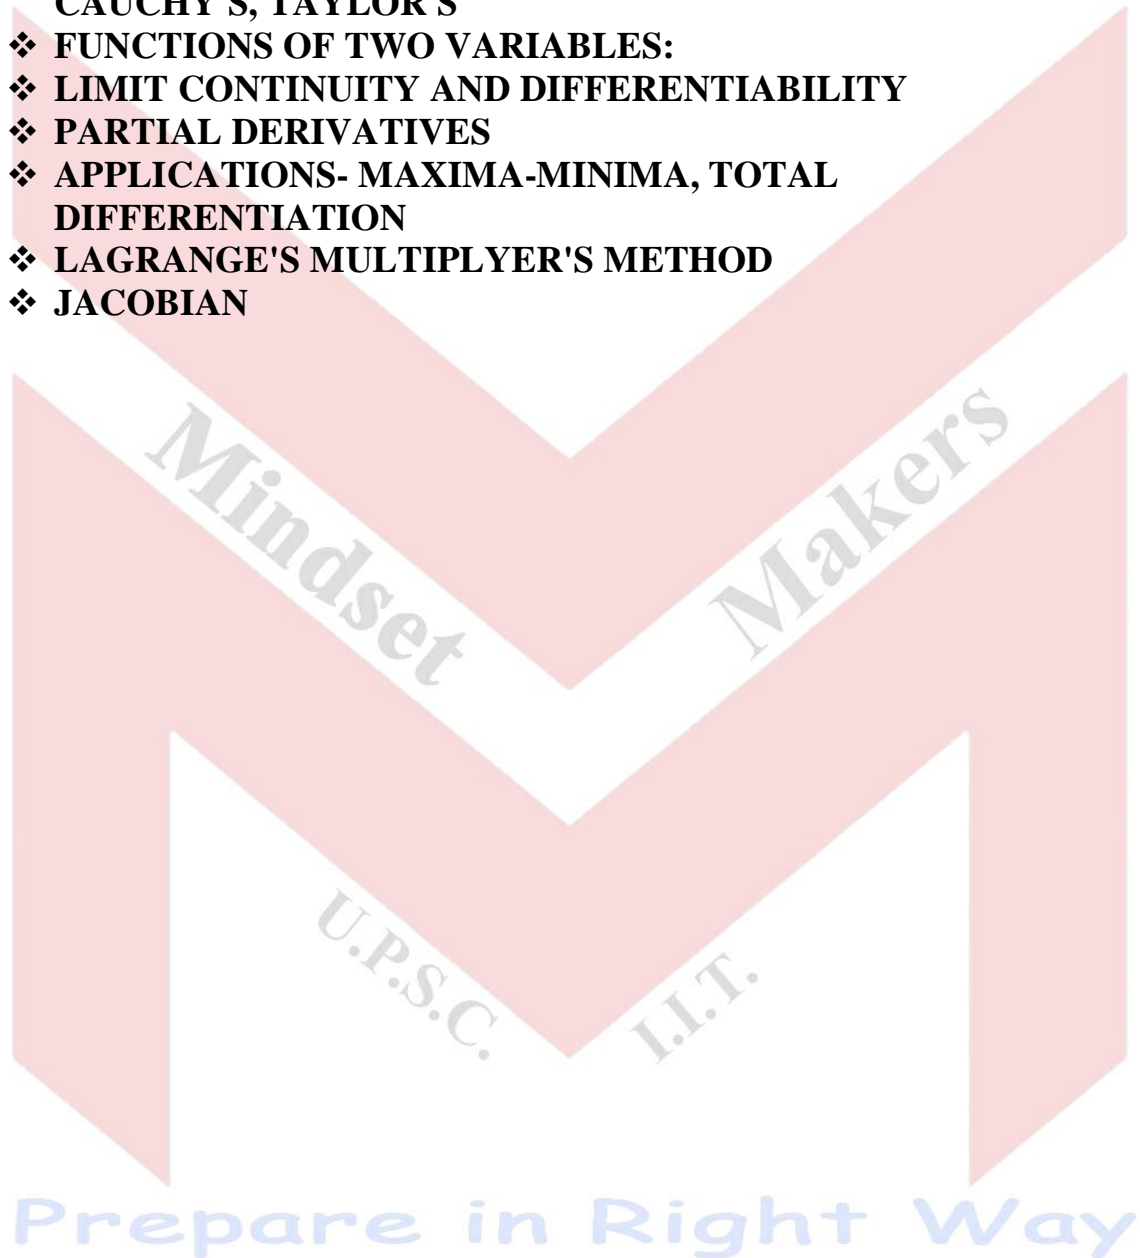 CAUCHY'S, TAYLOR'S
❖ FUNCTIONS OF TWO VARIABLES:
❖ LIMIT CONTINUITY AND DIFFERENTIABILITY
❖ PARTIAL DERIVATIVES
❖ APPLICATIONS- MAXIMA-MINIMA, TOTAL
DIFFERENTIATION
❖ LAGRANGE'S MULTIPLYER'S METHOD
❖ JACOBIAN
Mindset
Makers
U.P.S.C.
I.I.T.
Prepare in Right Way